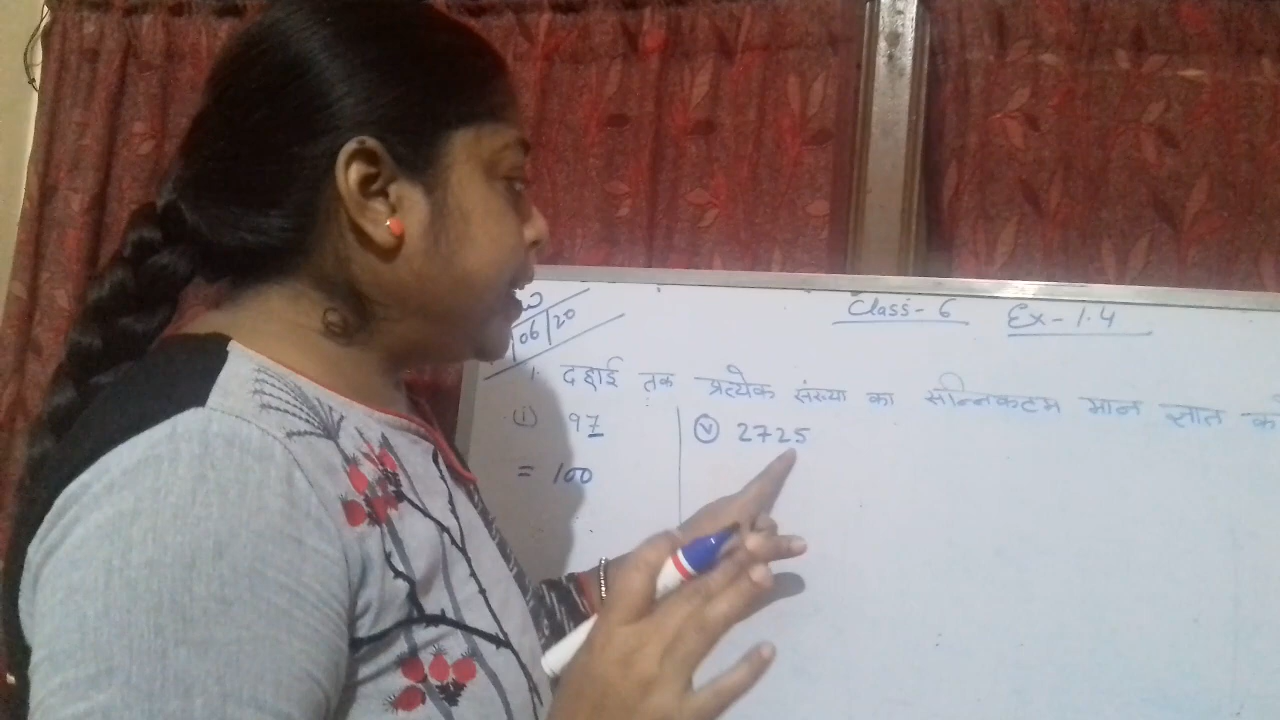 06/20
Class - 6 Ex - 1.4
1. दहाई तक प्रत्येक संख्या का सन्निकटम मान ज्ञात
(i) 97 (v) 2725
= 100